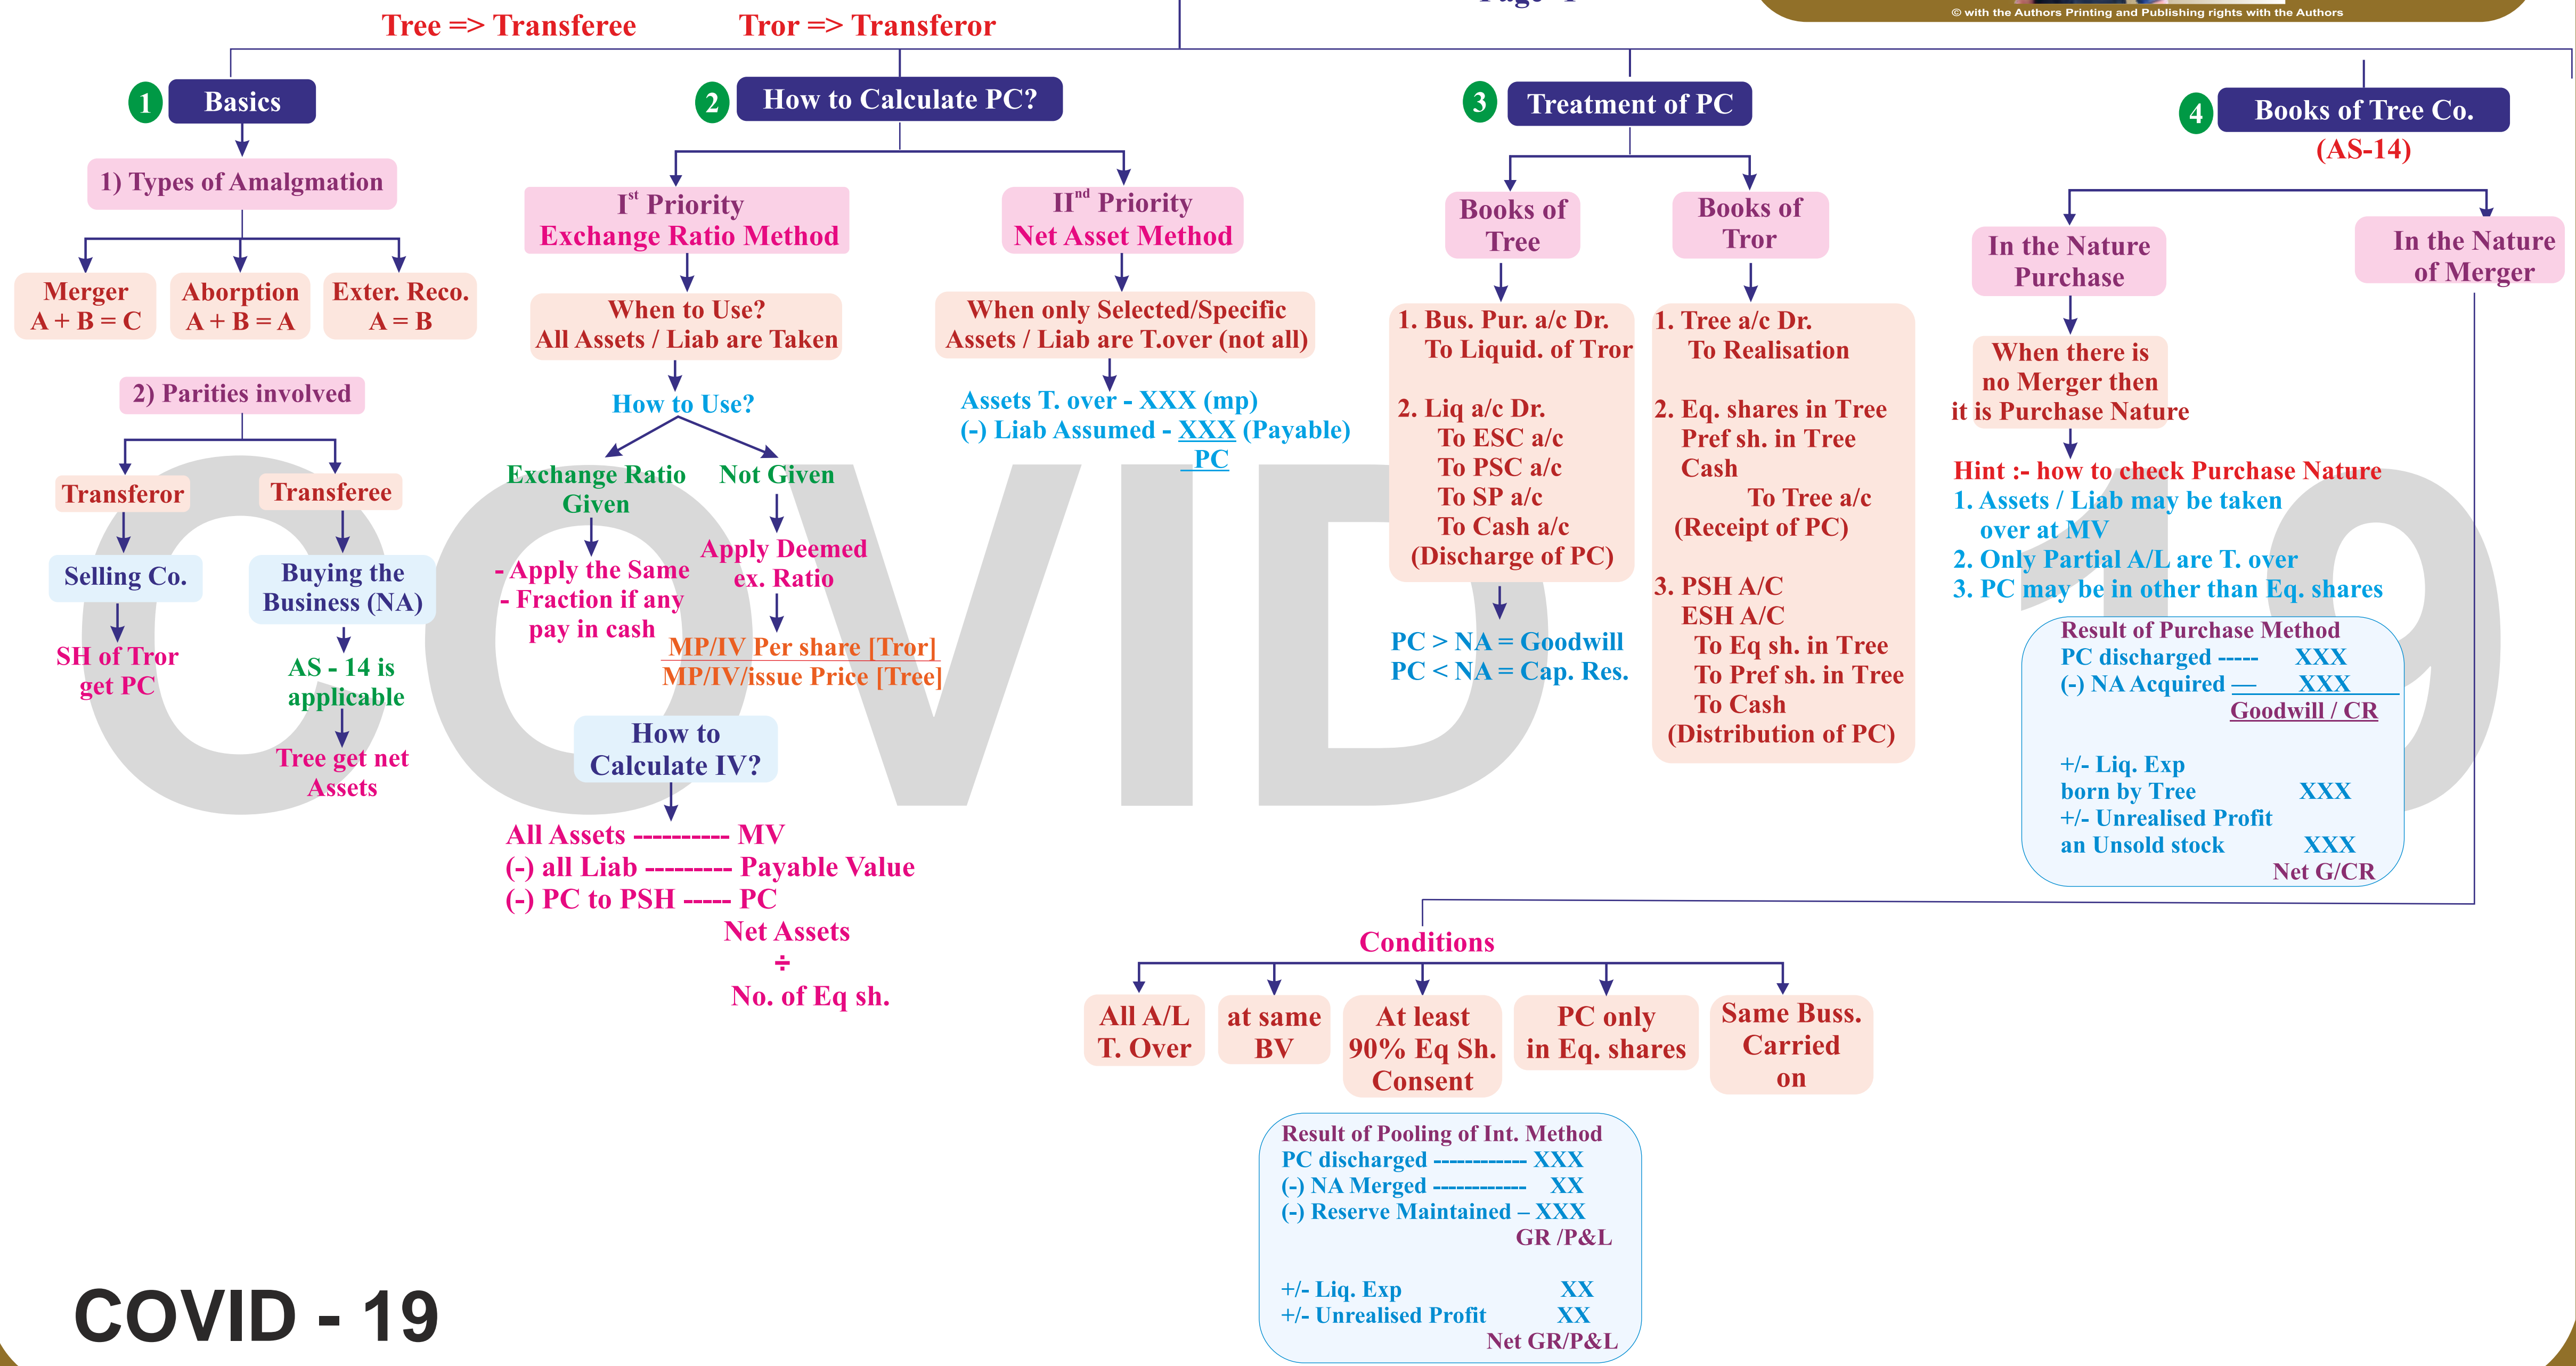 © with the Authors Printing and Publishing rights with the Authors
Tree => Transferee
Tror => Transferor
1
Basics
1) Types of Amalgmation
Merger
A + B = C
Aborption
A + B = A
Exter. Reco.
A = B
2) Parities involved
Transferor
Selling Co.
SH of Tror
get PC
Transferee
Buying the
Business (NA)
AS - 14 is
applicable
Tree get net
Assets
2
How to Calculate PC?
Ist Priority
Exchange Ratio Method
When to Use?
All Assets / Liab are Taken
How to Use?
Exchange Ratio
Given
- Apply the Same
- Fraction if any
pay in cash
Not Given
Apply Deemed
ex. Ratio
MP/IV Per share [Tror]
MP/IV/issue Price [Tree]
How to
Calculate IV?
All Assets ---------- MV
(-) all Liab --------- Payable Value
(-) PC to PSH ----- PC
Net Assets
÷
No. of Eq sh.
IInd Priority
Net Asset Method
When only Selected/Specific
Assets / Liab are T.over (not all)
Assets T. over - XXX (mp)
(-) Liab Assumed - XXX (Payable)
PC
3
Treatment of PC
Books of
Tree
1. Bus. Pur. a/c Dr.
To Liquid. of Tror
2. Liq a/c Dr.
To ESC a/c
To PSC a/c
To SP a/c
To Cash a/c
(Discharge of PC)
PC > NA = Goodwill
PC < NA = Cap. Res.
Books of
Tror
1. Tree a/c Dr.
To Realisation
2. Eq. shares in Tree
Pref sh. in Tree
Cash
To Tree a/c
(Receipt of PC)
3. PSH A/C
ESH A/C
To Eq sh. in Tree
To Pref sh. in Tree
To Cash
(Distribution of PC)
4
Books of Tree Co.
(AS-14)
In the Nature
Purchase
When there is
no Merger then
it is Purchase Nature
Hint :- how to check Purchase Nature
1. Assets / Liab may be taken
over at MV
2. Only Partial A/L are T. over
3. PC may be in other than Eq. shares
Result of Purchase Method
PC discharged ----- XXX
(-) NA Acquired — XXX
Goodwill / CR
+/- Liq. Exp
born by Tree XXX
+/- Unrealised Profit
an Unsold stock XXX
Net G/CR
In the Nature
of Merger
Conditions
All A/L
T. Over
at same
BV
At least
90% Eq Sh.
Consent
PC only
in Eq. shares
Same Buss.
Carried
on
Result of Pooling of Int. Method
PC discharged ------------ XXX
(-) NA Merged ------------ XX
(-) Reserve Maintained – XXX
GR /P&L
+/- Liq. Exp XX
+/- Unrealised Profit XX
Net GR/P&L
COVID 19
COVID - 19